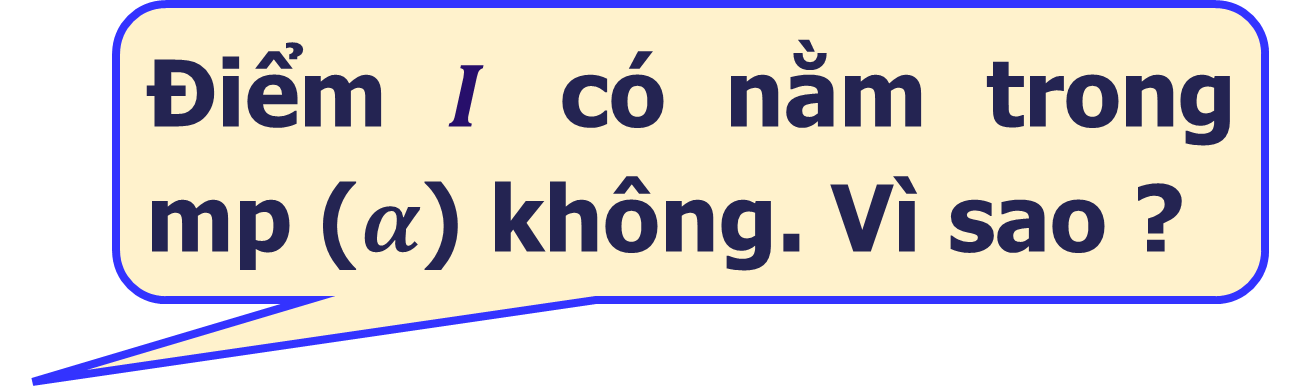 Điểm I có nằm trong
mp (α) không. Vì sao ?